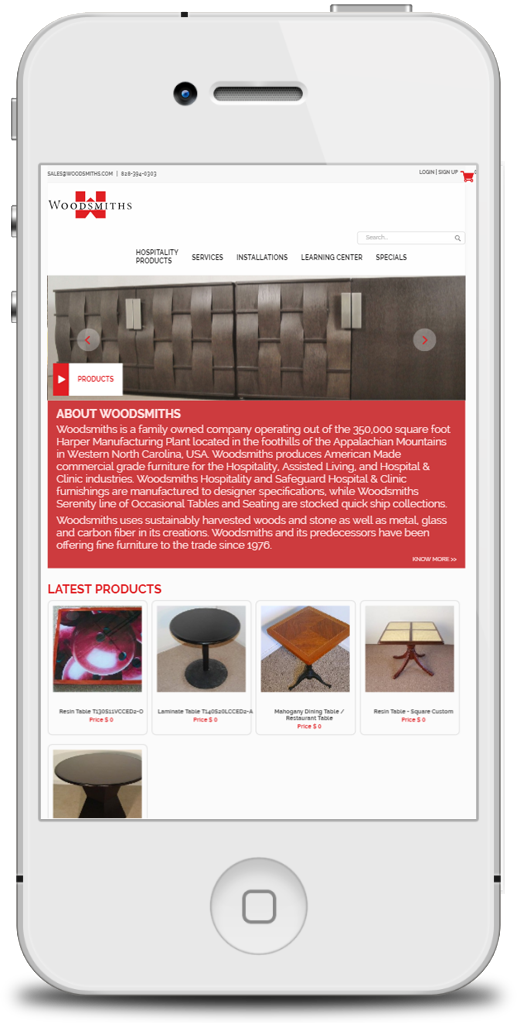 SALES@WOODSMITHS.COM | 828-394-0303
LOGIN | SIGN UP
WOODSMITHS
Search...
HOSPITALITY
PRODUCTS
SERVICES
INSTALLATIONS
LEARNING CENTER
SPECIALS
PRODUCTS
ABOUT WOODSMITHS
Woodsmiths is a family owned company operating out of the 350,000 square foot
Harper Manufacturing Plant located in the foothills of the Appalachian Mountains
in Western North Carolina, USA. Woodsmiths produces American Made
commercial grade furniture for the Hospitality, Assisted Living, and Hospital &
Clinic industries. Woodsmiths Hospitality and Safeguard Hospital & Clinic
furnishings are manufactured to designer specifications, while Woodsmiths
Serenity line of Occasional Tables and Seating are stocked quick ship collections.
Woodsmiths uses sustainably harvested woods and stone as well as metal, glass
and carbon fiber in its creations. Woodsmiths and its predecessors have been
offering fine furniture to the trade since 1976.
KNOW MORE >>
LATEST PRODUCTS
Resin Table T130S11VCCED2-O
Price $ 0
Laminate Table T140S20LCCED2-A
Price $ 0
Mahogany Dining Table /
Restaurant Table
Price $ 0
Resin Table - Square Custom
Price $ 0